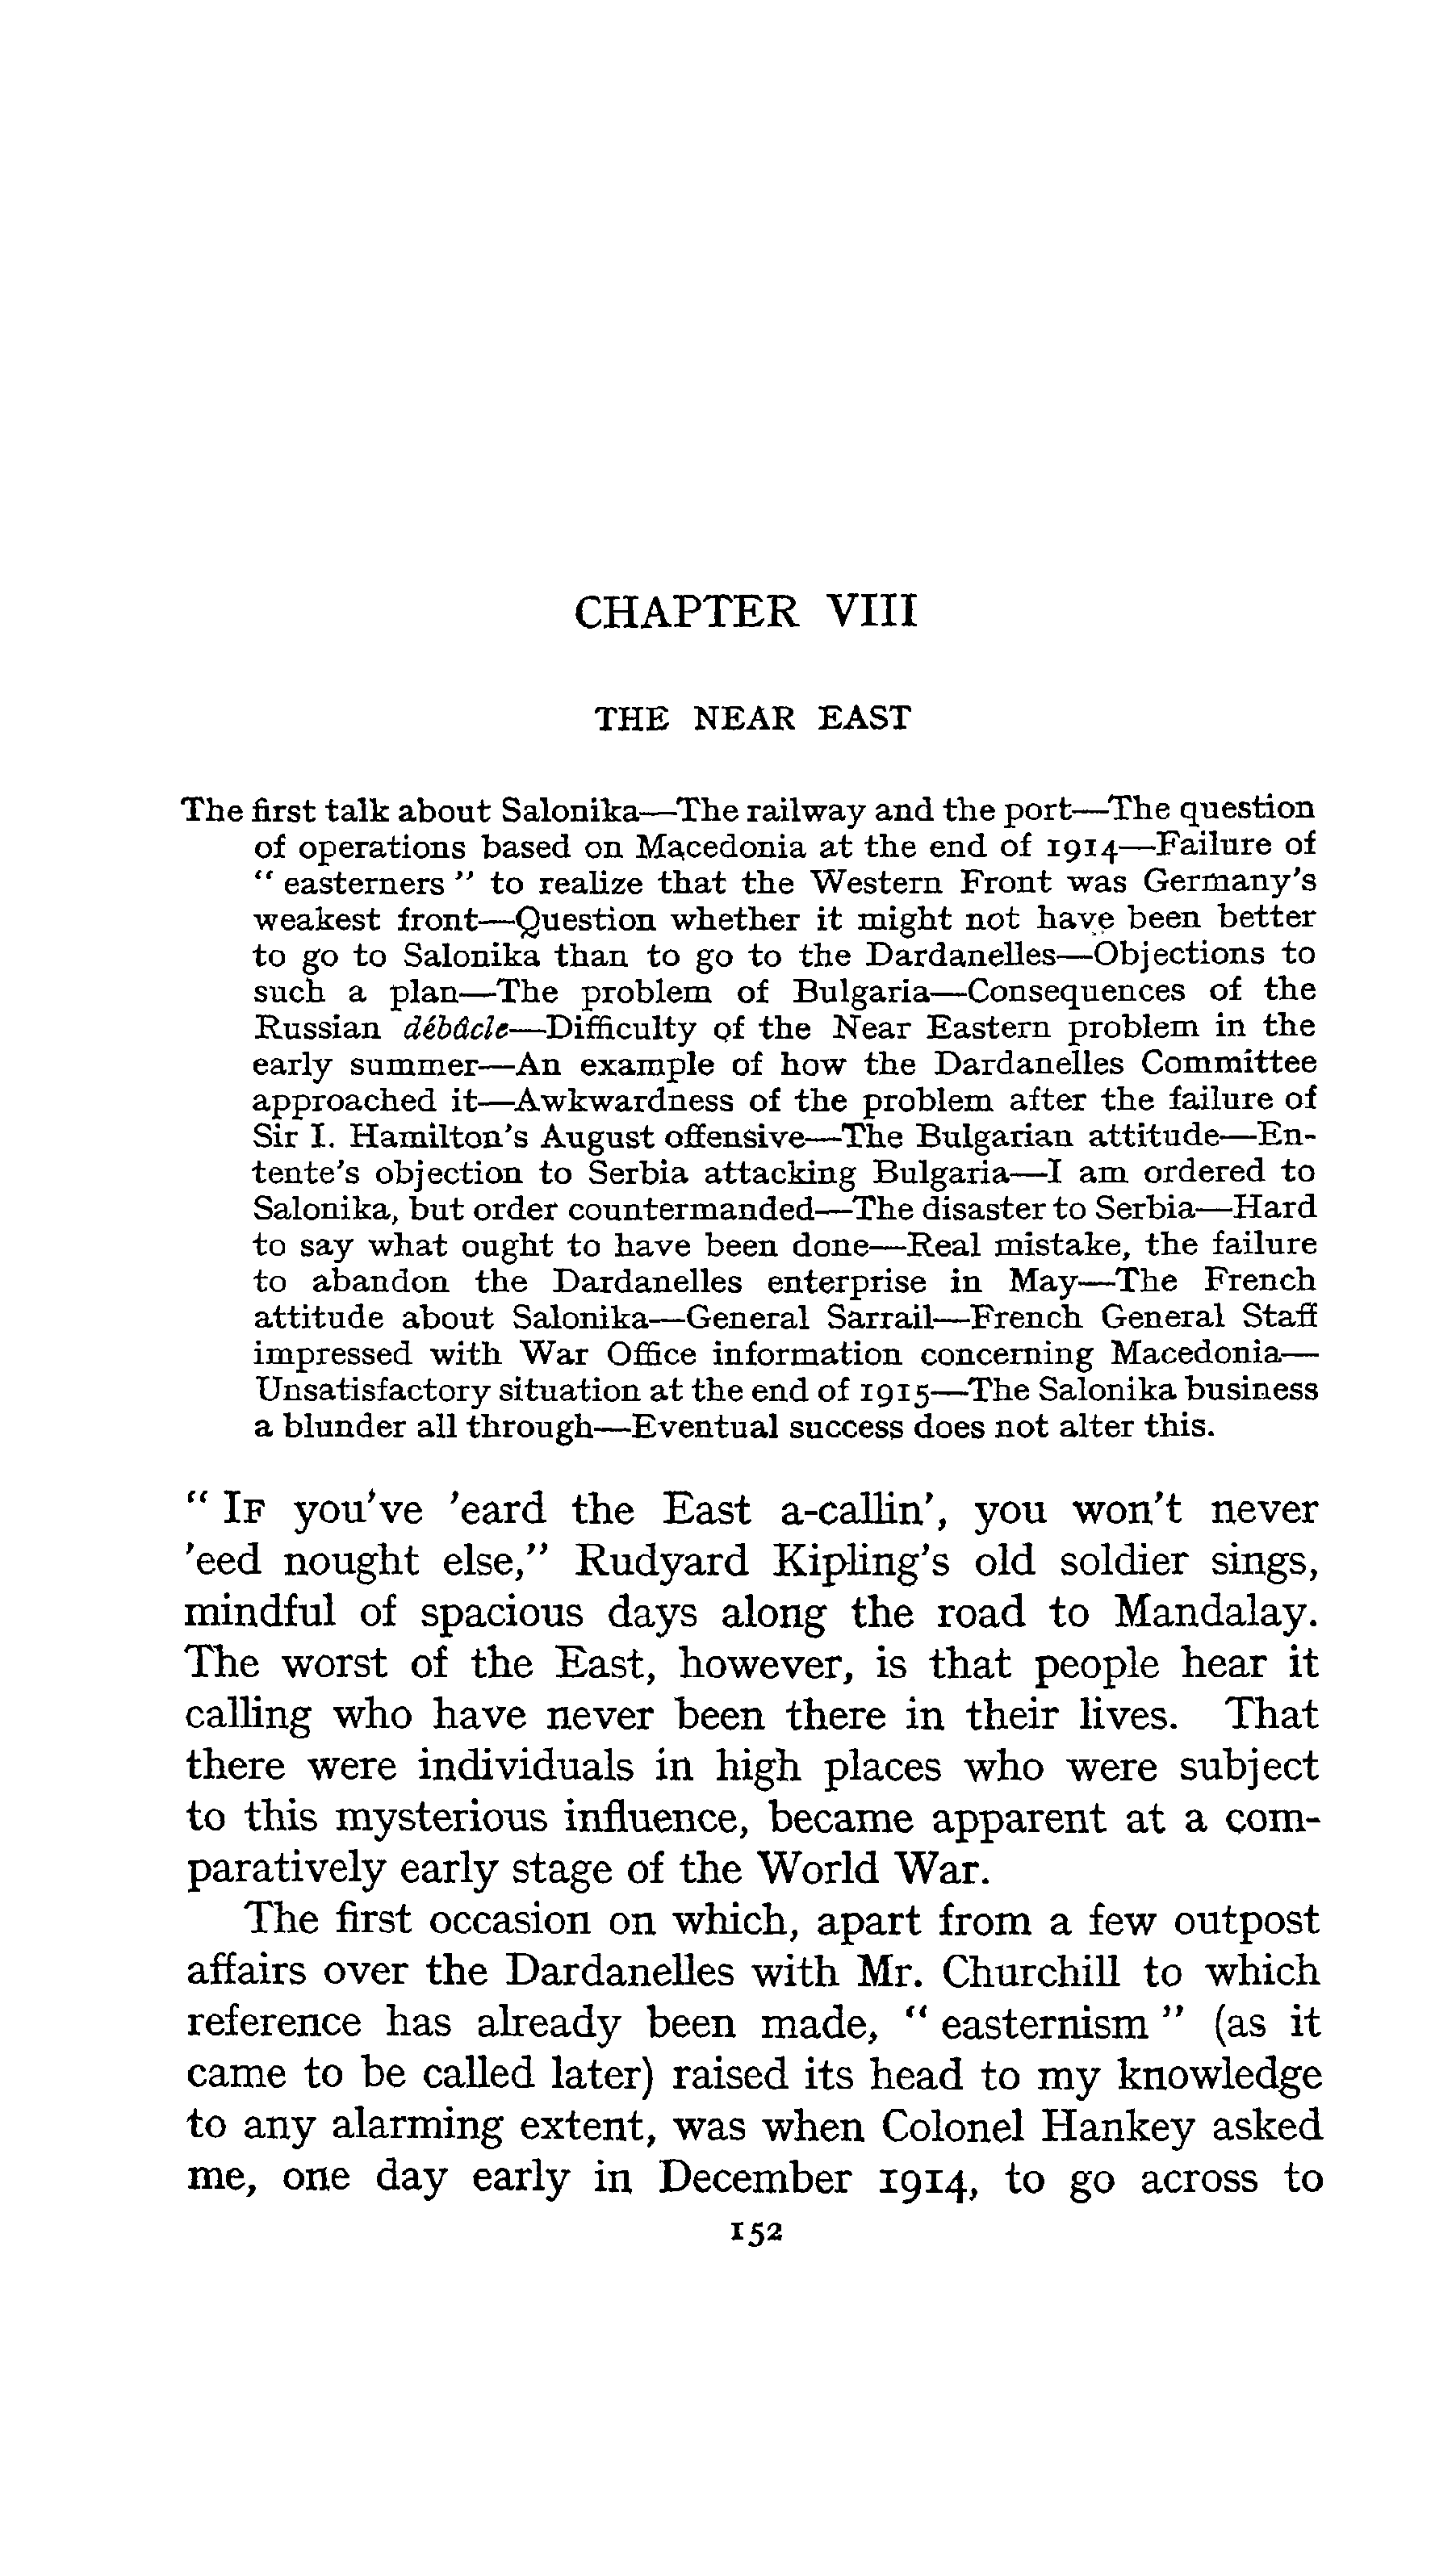 CHAPTER VIII
THE NEAR EAST
The first talk about Salonika—The railway and the port—The question
of operations based on Macedonia at the end of 1914—Failure of
“ easterners ” to realize that the Western Front was Germany’s
weakest front—Question whether it might not have been better
to go to Salonika than to go to the Dardanelles—Objections to
such a plan—The problem of Bulgaria—Consequences of the
Russian débâcle—Difficulty of the Near Eastern problem in the
early summer—An example of how the Dardanelles Committee
approached it—Awkwardness of the problem after the failure of
Sir I. Hamilton’s August offensive—The Bulgarian attitude—En-
tente’s objection to Serbia attacking Bulgaria—I am ordered to
Salonika, but order countermanded—The disaster to Serbia—Hard
to say what ought to have been done—Real mistake, the failure
to abandon the Dardanelles enterprise in May—The French
attitude about Salonika—General Sarrail—French General Staff
impressed with War Office information concerning Macedonia—
Unsatisfactory situation at the end of 1915—The Salonika business
a blunder all through—Eventual success does not alter this.
“ IF you’ve ’eard the East a-callin’, you won’t never
’eed nought else,” Rudyard Kipling’s old soldier sings,
mindful of spacious days along the road to Mandalay.
The worst of the East, however, is that people hear it
calling who have never been there in their lives. That
there were individuals in high places who were subject
to this mysterious influence, became apparent at a com-
paratively early stage of the World War.
The first occasion on which, apart from a few outpost
affairs over the Dardanelles with Mr. Churchill to which
reference has already been made, “ easternism ” (as it
came to be called later) raised its head to my knowledge
to any alarming extent, was when Colonel Hankey asked
me, one day early in December 1914, to go across to
152